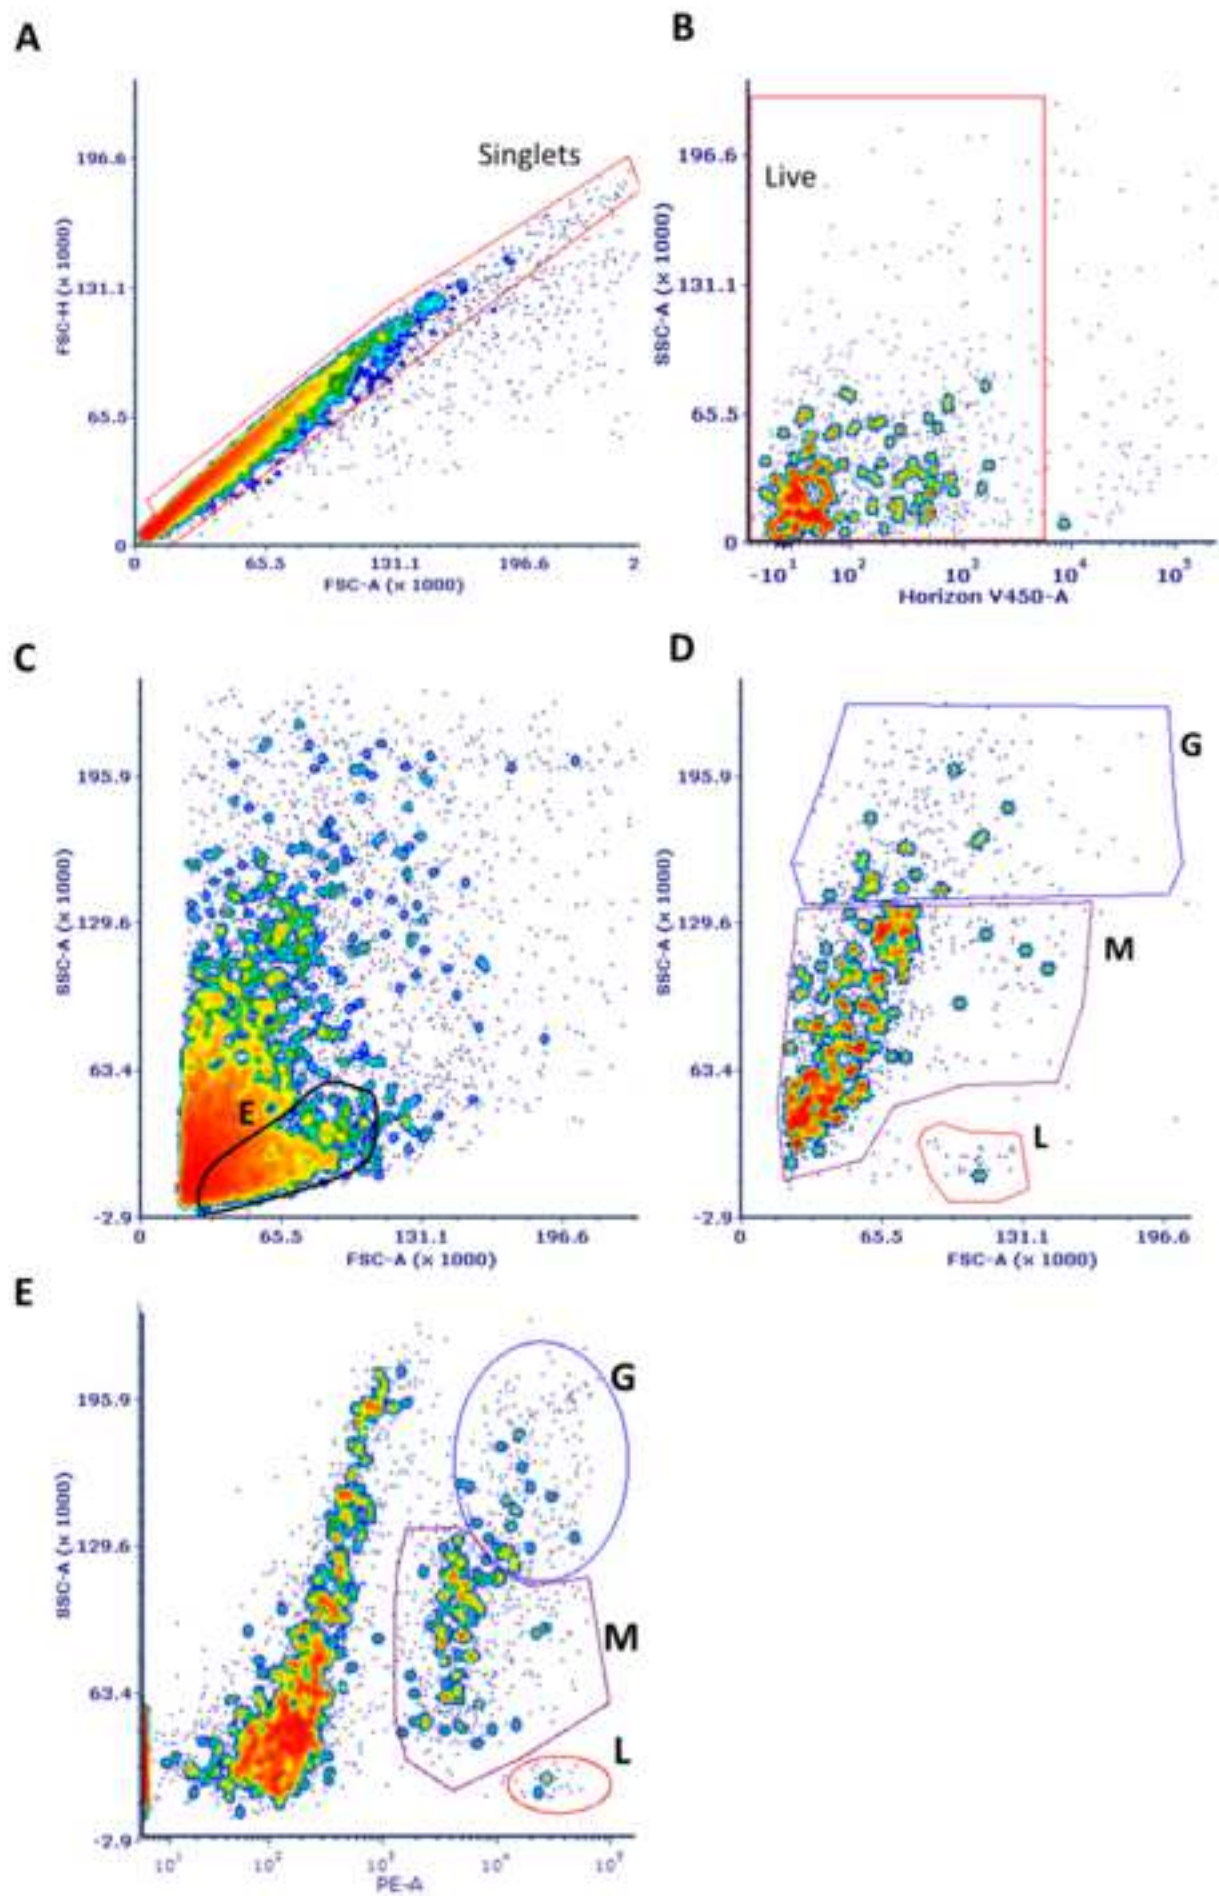 A
B
Singlets
196.6
131.1
65.5
0
FSC-H (x 1000)
0
65.5
131.1
196.6
2
FSC-A (x 1000)
Live
196.6
131.1
65.5
0
SSC-A (x 1000)
-10¹
10²
10³
10⁴
10⁵
Horizon V450-A
C
D
195.9
129.6
63.4
-2.9
SSC-A (x 1000)
E
0
65.5
131.1
196.6
FSC-A (x 1000)
195.9
129.6
63.4
-2.9
SSC-A (x 1000)
G
M
L
0
65.5
131.1
196.6
FSC-A (x 1000)
E
195.9
129.6
63.4
-2.9
SSC-A (x 1000)
G
M
L
10¹
10²
10³
10⁴
10⁵
PE-A